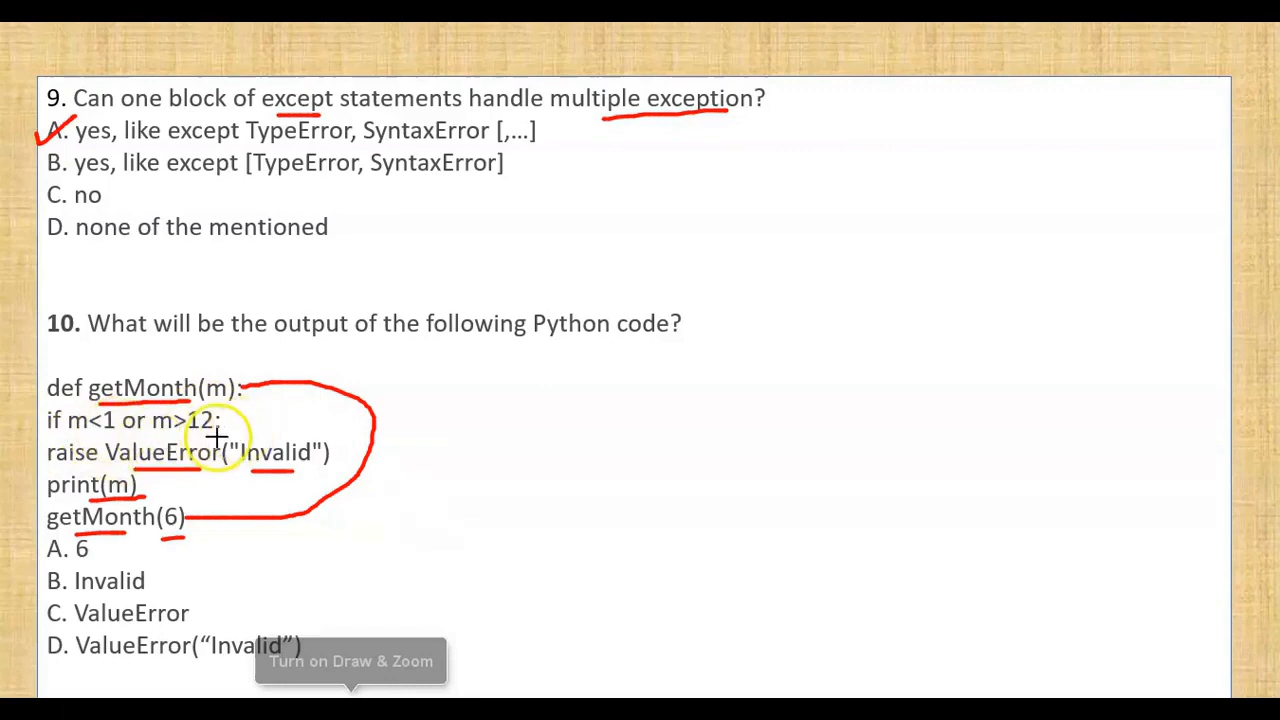 9. Can one block of except statements handle multiple exception?
A. yes, like except TypeError, SyntaxError [,…]
B. yes, like except [TypeError, SyntaxError]
C. no
D. none of the mentioned
10. What will be the output of the following Python code?
def getMonth(m):
if m<1 or m>12:
raise ValueError("Invalid")
print(m)
getMonth(6)
A. 6
B. Invalid
C. ValueError
D. ValueError(“Invalid”)
Turn on Draw & Zoom